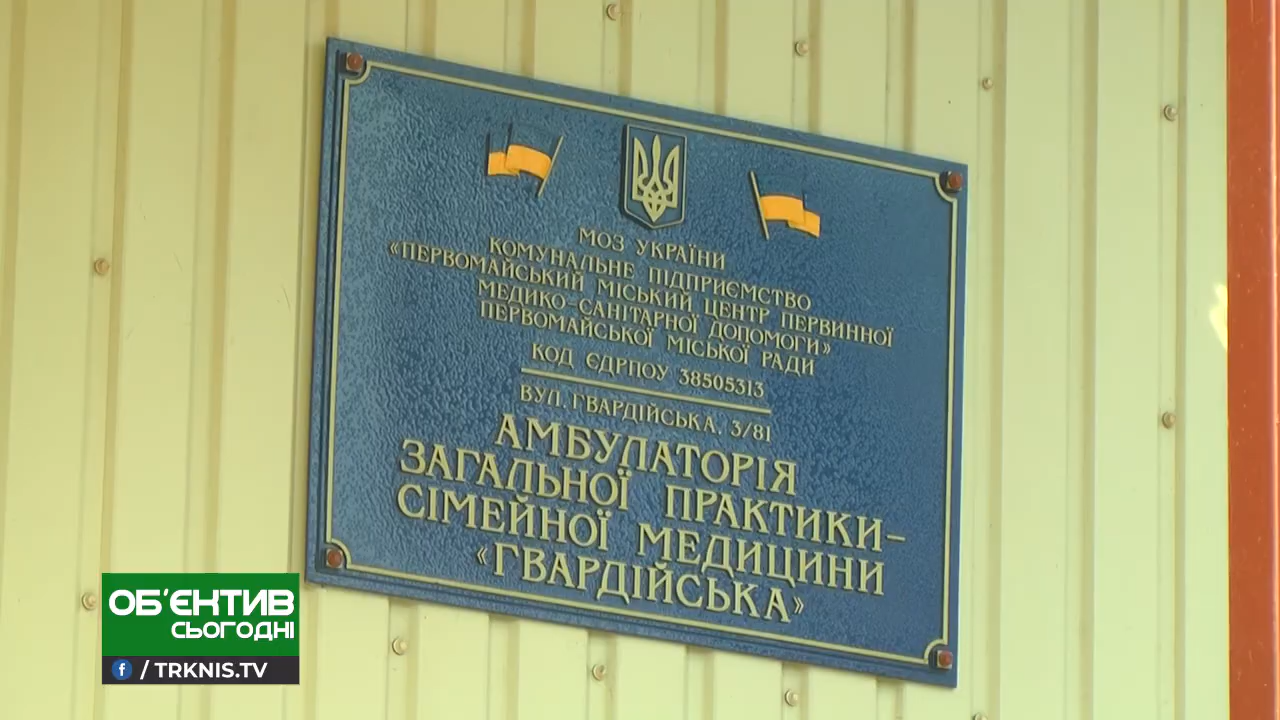 МОЗ УКРАЇНИ
КОМУНАЛЬНЕ ПІДПРИЄМСТВО
«ПЕРВОМАЙСЬКИЙ МІСЬКИЙ ЦЕНТР ПЕРВИННОЇ
МЕДИКО-САНІТАРНОЇ ДОПОМОГИ»
ПЕРВОМАЙСЬКОЇ МІСЬКОЇ РАДИ
КОД ЄДРПОУ 38505313
ВУЛ. ГВАРДІЙСЬКА, 3/81
АМБУЛАТОРІЯ
ЗАГАЛЬНОЇ ПРАКТИКИ-
СІМЕЙНОЇ МЕДИЦИНИ
«ГВАРДІЙСЬКА»
ОБ'ЄКТИВ
СЬОГОДНІ
f / TRKNIS.TV